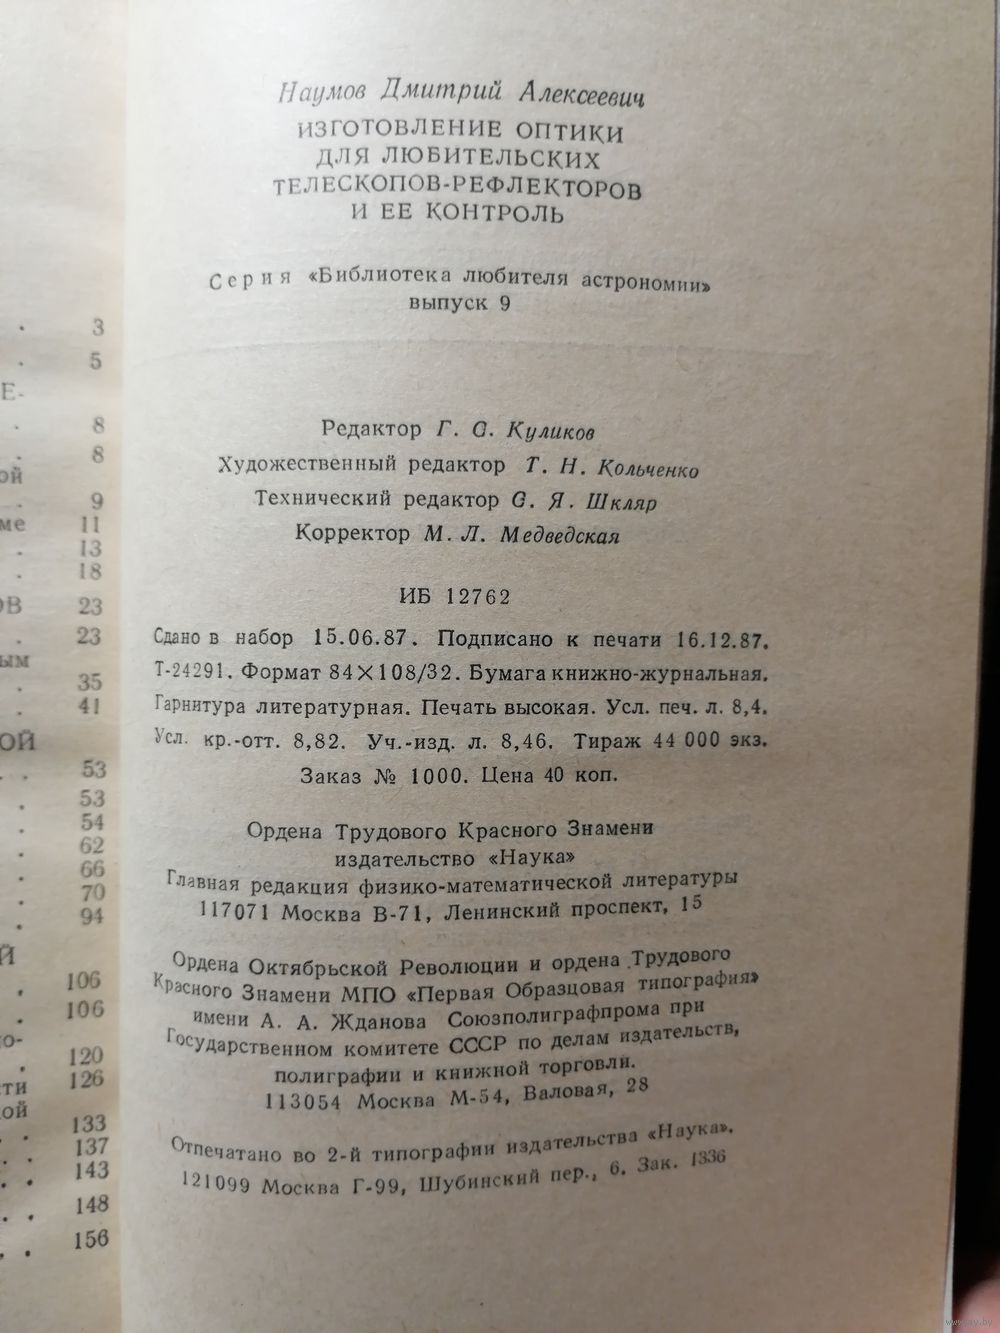 . 3
. 5
Е-
. 8
. 8
ой
. 9
ме 11
. 13
. 18
ОВ 23
. 23
ым
. 35
. 41
ОЙ
. . 53
. 53
. 54
. 62
. 66
. 70
. 94
Й
. 106
. 106
о-
. 120
сти 126
ой
. . 133
. . 137
. . 143
. . 148
. . 156
Наумов Дмитрий Алексеевич
ИЗГОТОВЛЕНИЕ ОПТИКИ
ДЛЯ ЛЮБИТЕЛЬСКИХ
ТЕЛЕСКОПОВ-РЕФЛЕКТОРОВ
И ЕЕ КОНТРОЛЬ
Серия «Библиотека любителя астрономии»
выпуск 9
Редактор Г. С. Куликов
Художественный редактор Т. Н. Кольченко
Технический редактор С. Я. Шкляр
Корректор М. Л. Медведская
ИБ 12762
Сдано в набор 15.06.87. Подписано к печати 16.12.87.
Т-24291. Формат 84×108/32. Бумага книжно-журнальная.
Гарнитура литературная. Печать высокая. Усл. печ. л. 8,4.
Усл. кр.-отт. 8,82. Уч.-изд. л. 8,46. Тираж 44 000 экз.
Заказ № 1000. Цена 40 коп.
Ордена Трудового Красного Знамени
издательство «Наука»
Главная редакция физико-математической литературы
117071 Москва В-71, Ленинский проспект, 15
Ордена Октябрьской Революции и ордена Трудового
Красного Знамени МПО «Первая Образцовая типография»
имени А. А. Жданова Союзполиграфпрома при
Государственном комитете СССР по делам издательств,
полиграфии и книжной торговли.
113054 Москва М-54, Валовая, 28
Отпечатано во 2-й типографии издательства «Наука».
121099 Москва Г-99, Шубинский пер., 6. Зак. 1336